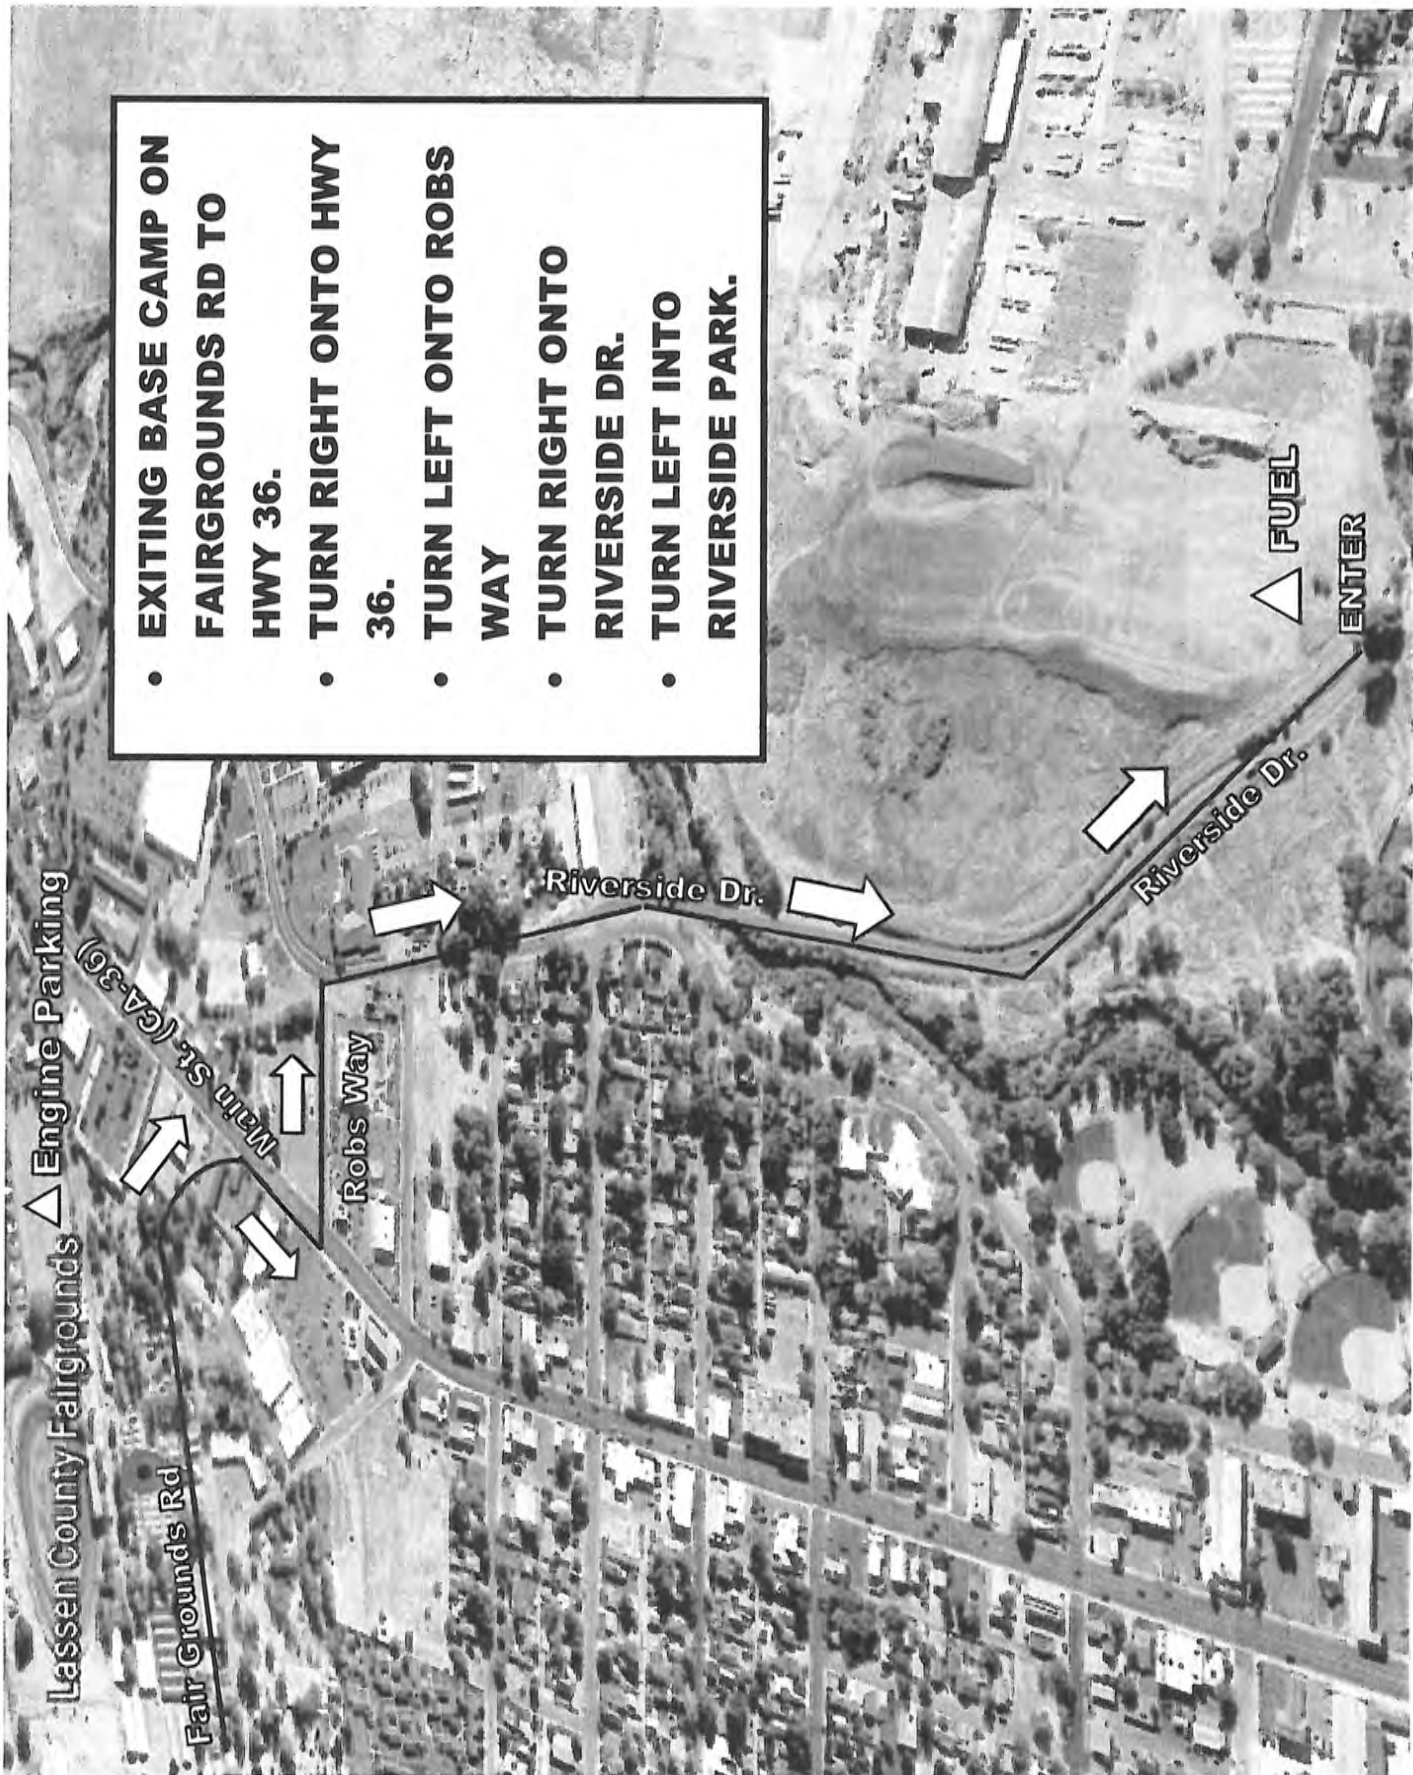 Lassen County Fairgrounds
Engine Parking
Fair Grounds Rd
Main St. (CA-36)
Robs Way
Riverside Dr.
Riverside Dr.
FUEL
ENTER
• EXITING BASE CAMP ON
FAIRGROUNDS RD TO
HWY 36.
• TURN RIGHT ONTO HWY
36.
• TURN LEFT ONTO ROBS
WAY
• TURN RIGHT ONTO
RIVERSIDE DR.
• TURN LEFT INTO
RIVERSIDE PARK.